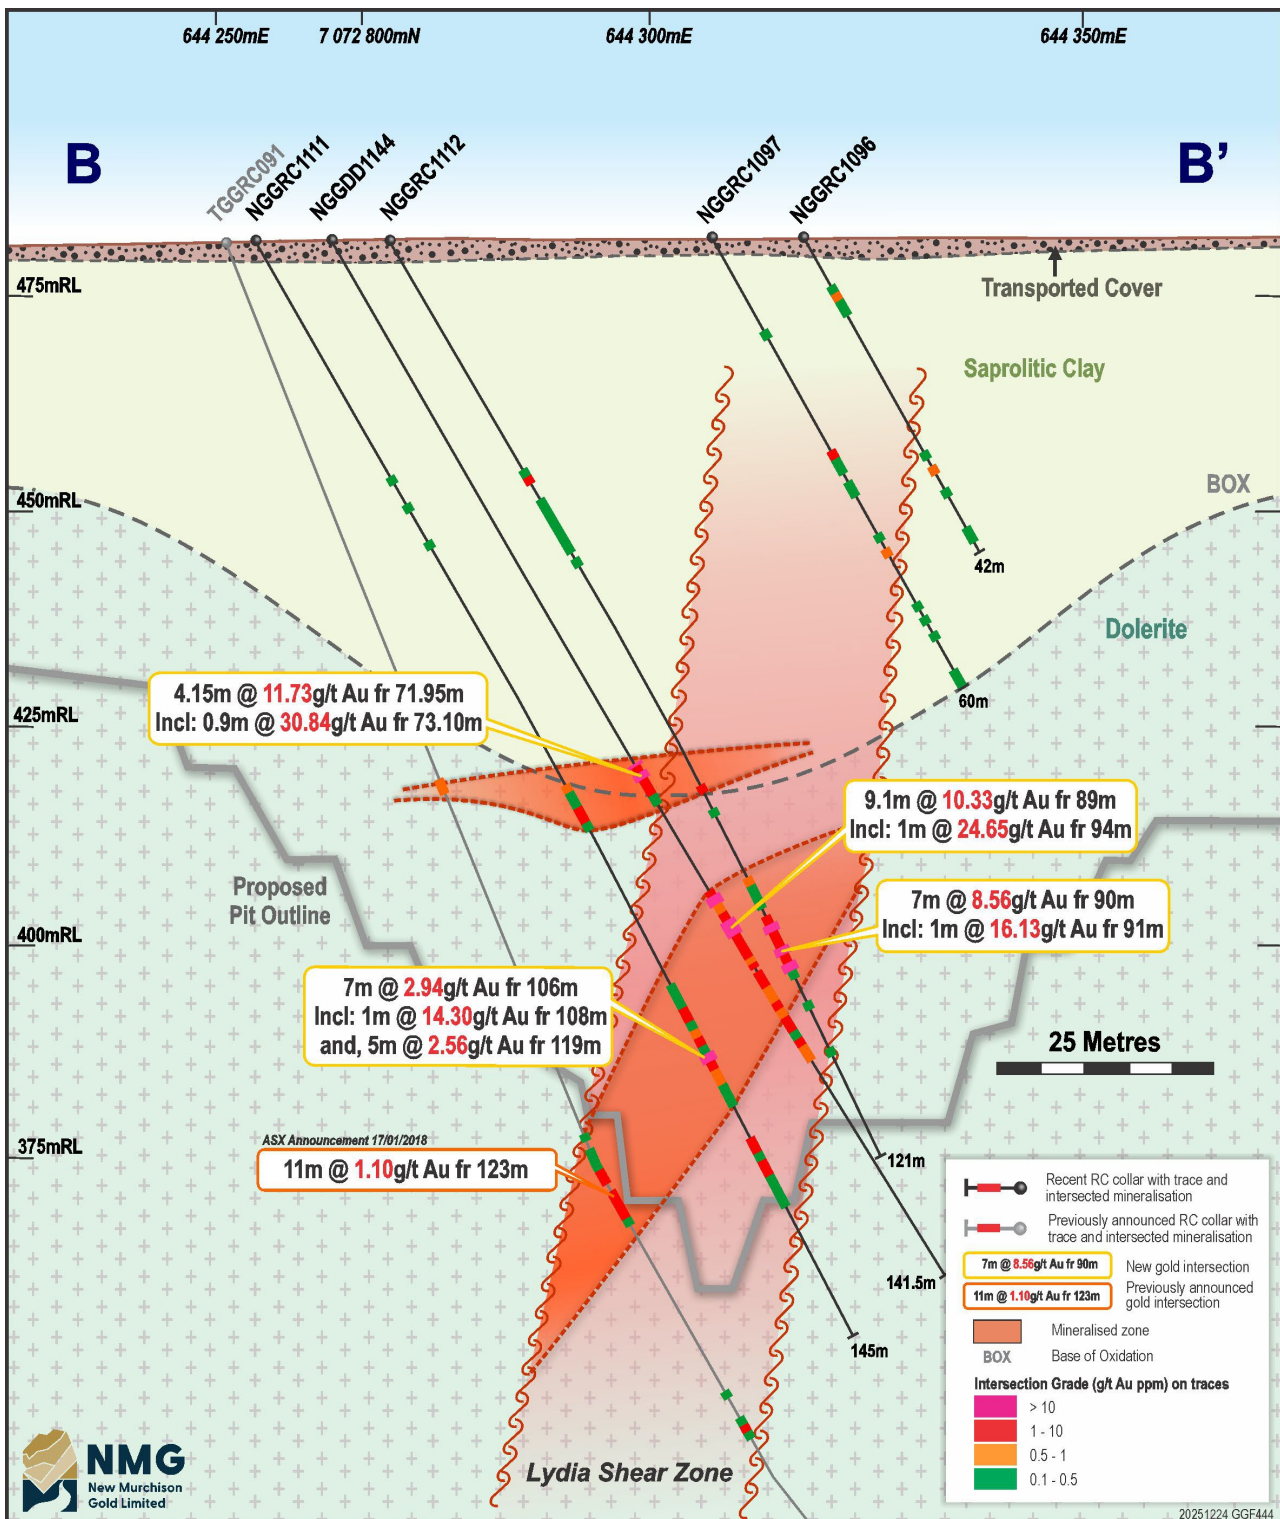 644 250mE
7 072 800mN
644 300mE
644 350mE
B
B’
TGGRC091
NGGRC1111
NGGDD1144
NGGRC1112
NGGRC1097
NGGRC1096
475mRL
Transported Cover
Saprolitic Clay
BOX
450mRL
42m
Dolerite
60m
4.15m @ 11.73g/t Au fr 71.95m
Incl: 0.9m @ 30.84g/t Au fr 73.10m
425mRL
9.1m @ 10.33g/t Au fr 89m
Incl: 1m @ 24.65g/t Au fr 94m
Proposed
Pit Outline
7m @ 8.56g/t Au fr 90m
Incl: 1m @ 16.13g/t Au fr 91m
400mRL
7m @ 2.94g/t Au fr 106m
Incl: 1m @ 14.30g/t Au fr 108m
and, 5m @ 2.56g/t Au fr 119m
25 Metres
375mRL
ASX Announcement 17/01/2018
11m @ 1.10g/t Au fr 123m
121m
141.5m
145m
Recent RC collar with trace and
intersected mineralisation
Previously announced RC collar with
trace and intersected mineralisation
7m @ 8.56g/t Au fr 90m
New gold intersection
11m @ 1.10g/t Au fr 123m
Previously announced
gold intersection
Mineralised zone
BOX
Base of Oxidation
Intersection Grade (g/t Au ppm) on traces
> 10
1 - 10
0.5 - 1
0.1 - 0.5
Lydia Shear Zone
NMG
New Murchison
Gold Limited
20251224 GGF444